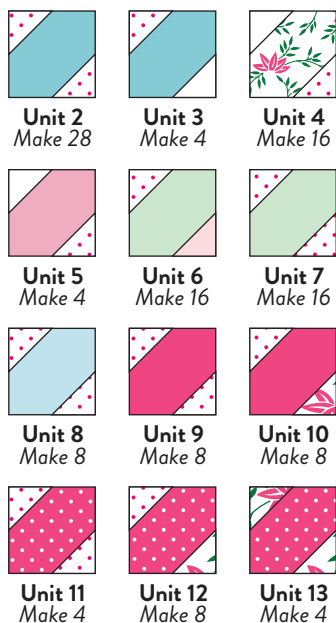 Unit 2
Make 28
Unit 3
Make 4
Unit 4
Make 16
Unit 5
Make 4
Unit 6
Make 16
Unit 7
Make 16
Unit 8
Make 8
Unit 9
Make 8
Unit 10
Make 8
Unit 11
Make 4
Unit 12
Make 8
Unit 13
Make 4